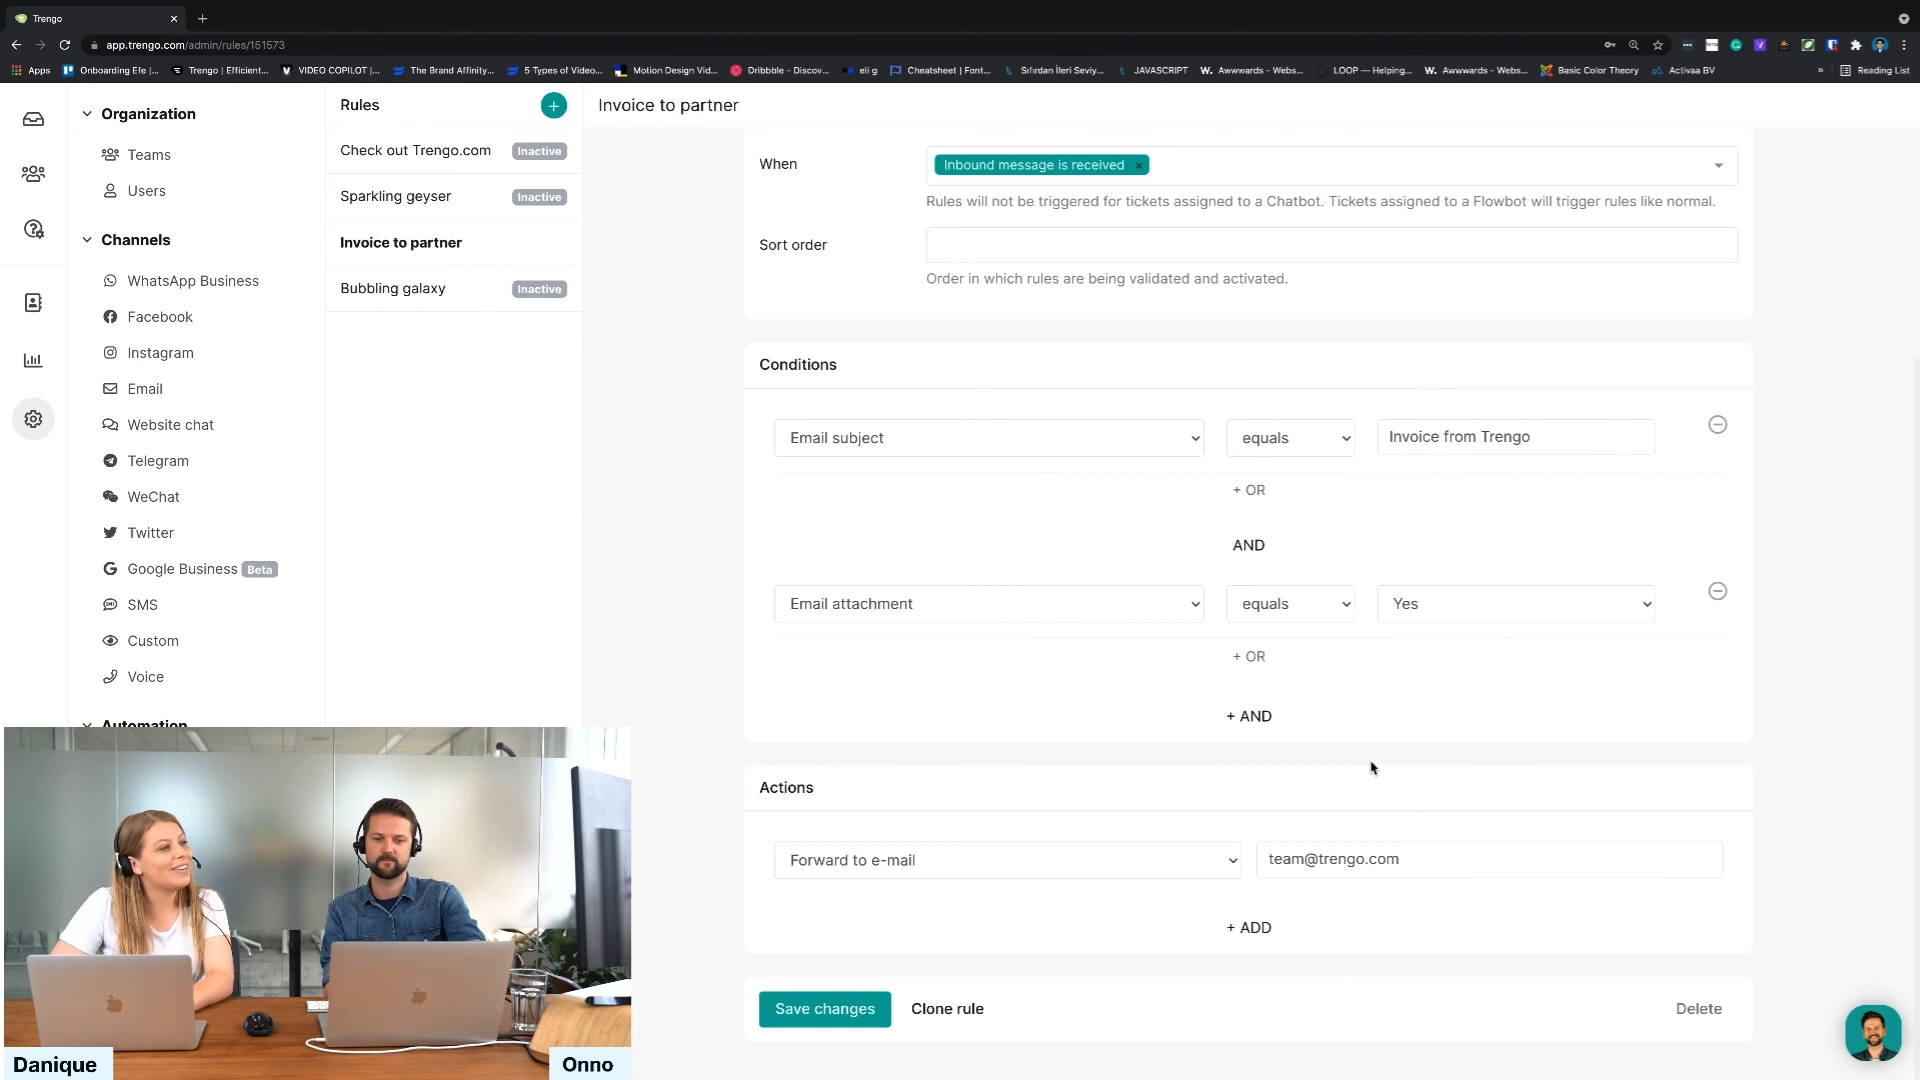 Trengo
app.trengo.com/admin/rules/151573
Apps
Onboarding Efe |...
Trengo | Efficient...
VIDEO COPILOT |...
The Brand Affinity...
5 Types of Video...
Motion Design Vid...
Dribbble - Discov...
eli g
Cheatsheet | Font...
Sıfırdan İleri Seviy...
JAVASCRIPT
Awwwards - Webs...
LOOP — Helping...
Awwwards - Webs...
Basic Color Theory
Activaa BV
»
Reading List
Organization
Teams
Users
Channels
WhatsApp Business
Facebook
Instagram
Email
Website chat
Telegram
WeChat
Twitter
Google Business Beta
SMS
Custom
Voice
Automation
Rules
Check out Trengo.com Inactive
Sparkling geyser Inactive
Invoice to partner
Bubbling galaxy Inactive
Invoice to partner
When
Inbound message is received ×
Rules will not be triggered for tickets assigned to a Chatbot. Tickets assigned to a Flowbot will trigger rules like normal.
Sort order
Order in which rules are being validated and activated.
Conditions
Email subject equals Invoice from Trengo
+ OR
AND
Email attachment equals Yes
+ OR
+ AND
Actions
Forward to e-mail team@trengo.com
+ ADD
Save changes Clone rule Delete
Danique
Onno